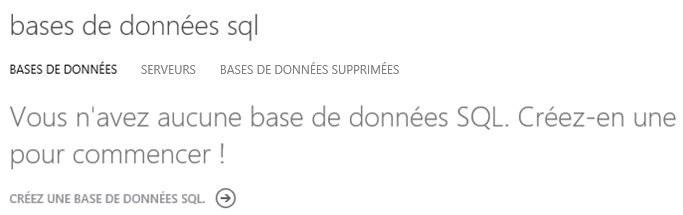 bases de données sql
BASES DE DONNÉES SERVEURS BASES DE DONNÉES SUPPRIMÉES
Vous n'avez aucune base de données SQL. Créez-en une
pour commencer !
CRÉEZ UNE BASE DE DONNÉES SQL.